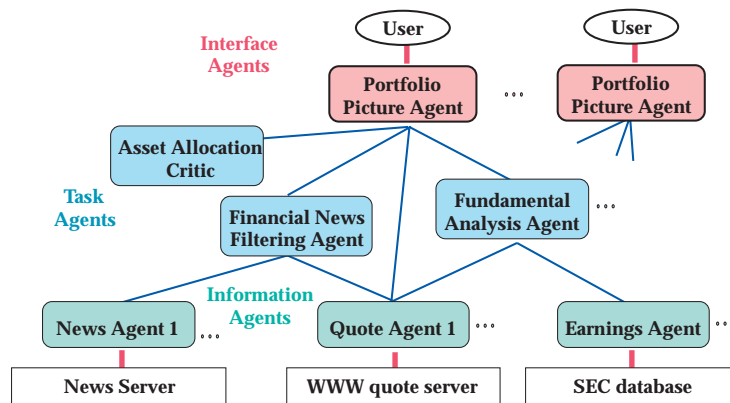 User
User
Interface
Agents
Portfolio
Picture Agent
...
Portfolio
Picture Agent
Asset Allocation
Critic
Task
Agents
Financial News
Filtering Agent
Fundamental
Analysis Agent
...
Information
Agents
News Agent 1
...
Quote Agent 1
...
Earnings Agent
...
News Server
WWW quote server
SEC database